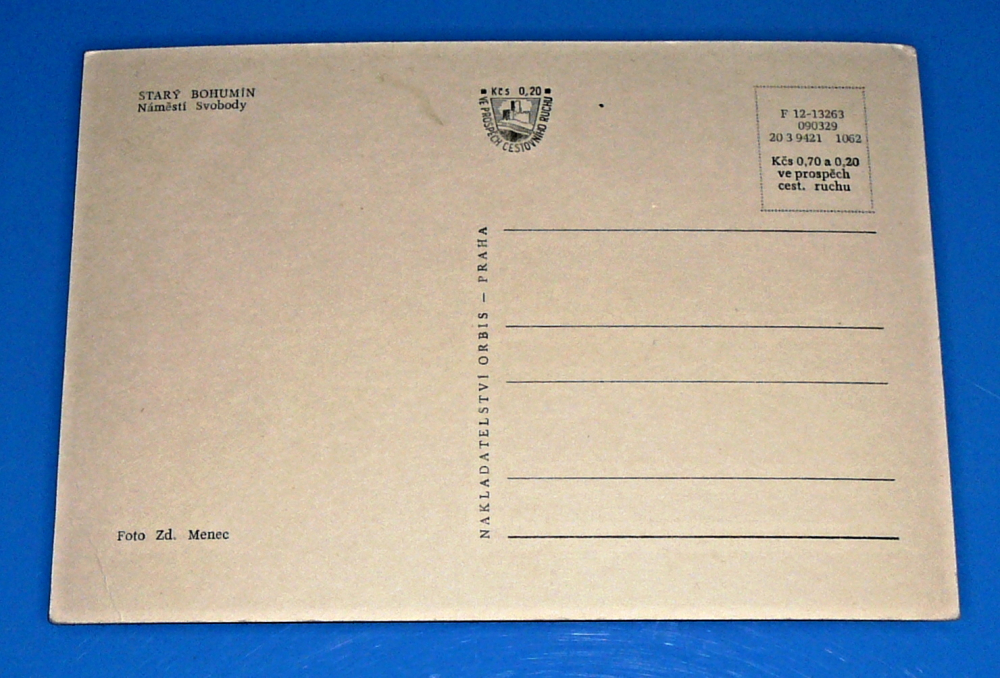 STARÝ BOHUMÍN
Náměstí Svobody
▪ Kčs 0,20 ▪
VE PROSPĚCH CESTOVNÍHO RUCHU
F 12-13263
090329
20 3 9421 1062
Kčs 0,70 a 0,20
ve prospěch
cest. ruchu
NAKLADATELSTVÍ ORBIS — PRAHA
Foto Zd. Menec